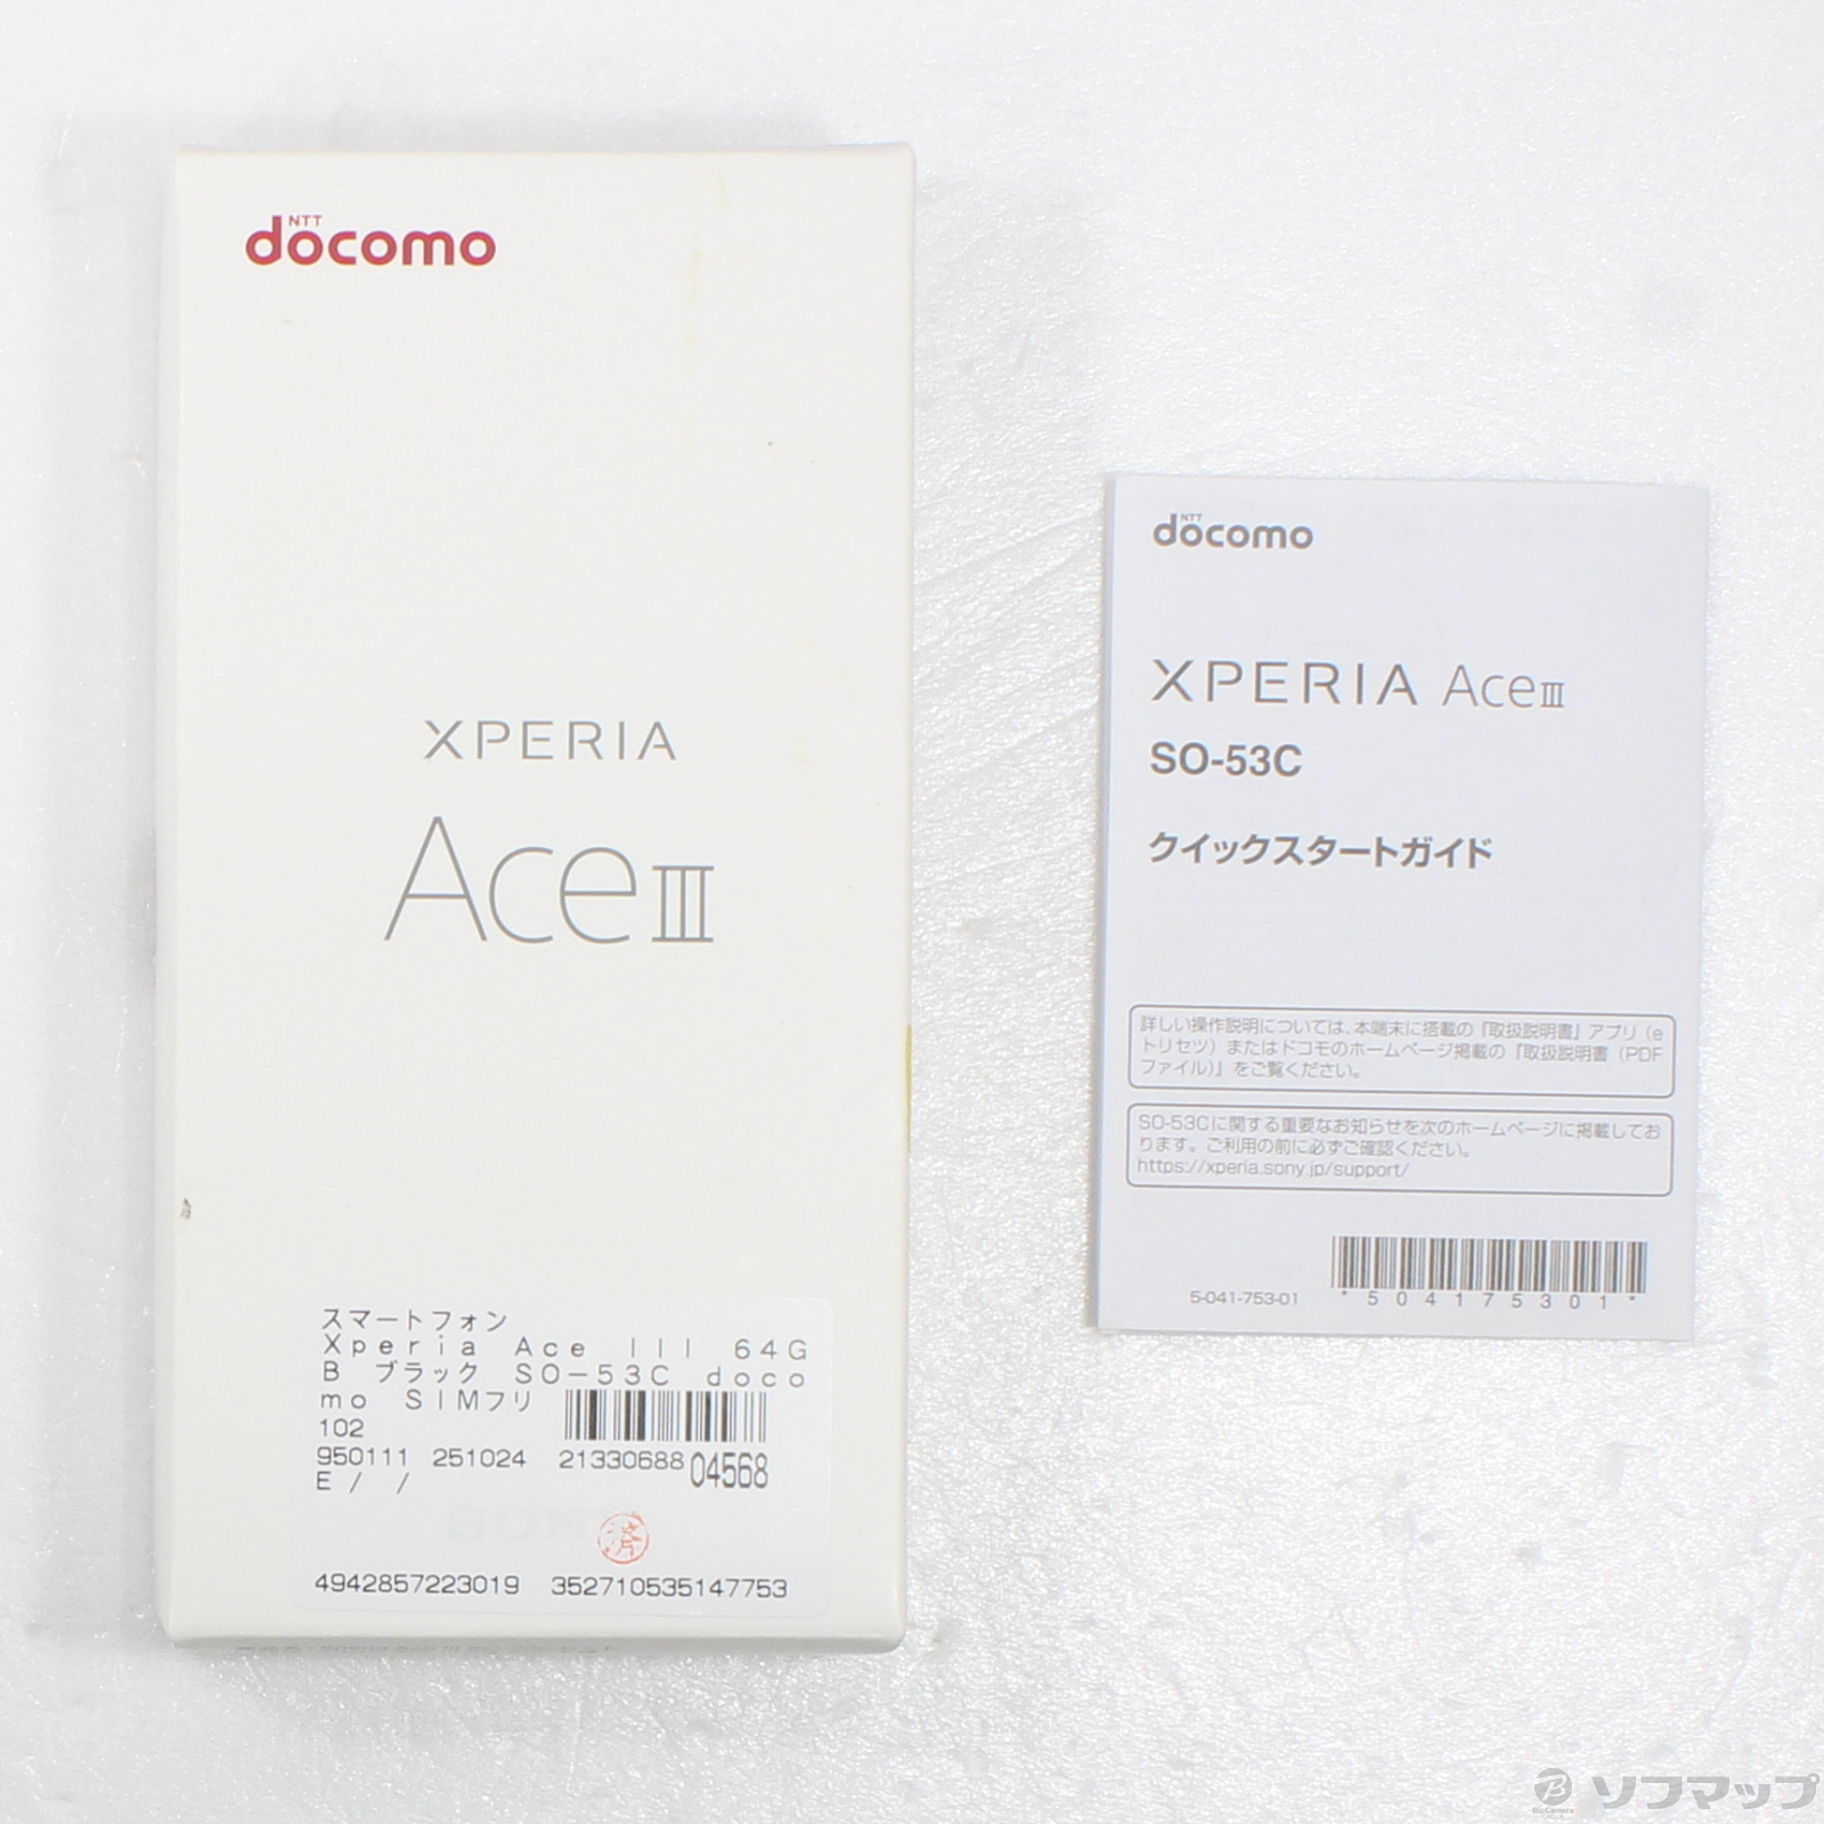 NTT
docomo
XPERIA
Ace III
スマートフォン
Xperia Ace III 64G
B ブラック SO-53C doco
mo SIMフリ
102
950111 251024 21330688 04568
E / /
SONY
済
4942857223019 352710535147753
NTT
docomo
XPERIA Ace III
SO-53C
クイックスタートガイド
詳しい操作説明については、本端末に搭載の『取扱説明書』アプリ（e
トリセツ）またはドコモのホームページ掲載の『取扱説明書（PDF
ファイル）』をご覧ください。
SO-53Cに関する重要なお知らせを次のホームページに掲載してお
ります。ご利用の前に必ずご確認ください。
https://xperia.sony.jp/support/
5-041-753-01
*504175301*
BicCamera
GROUP
ソフマップ